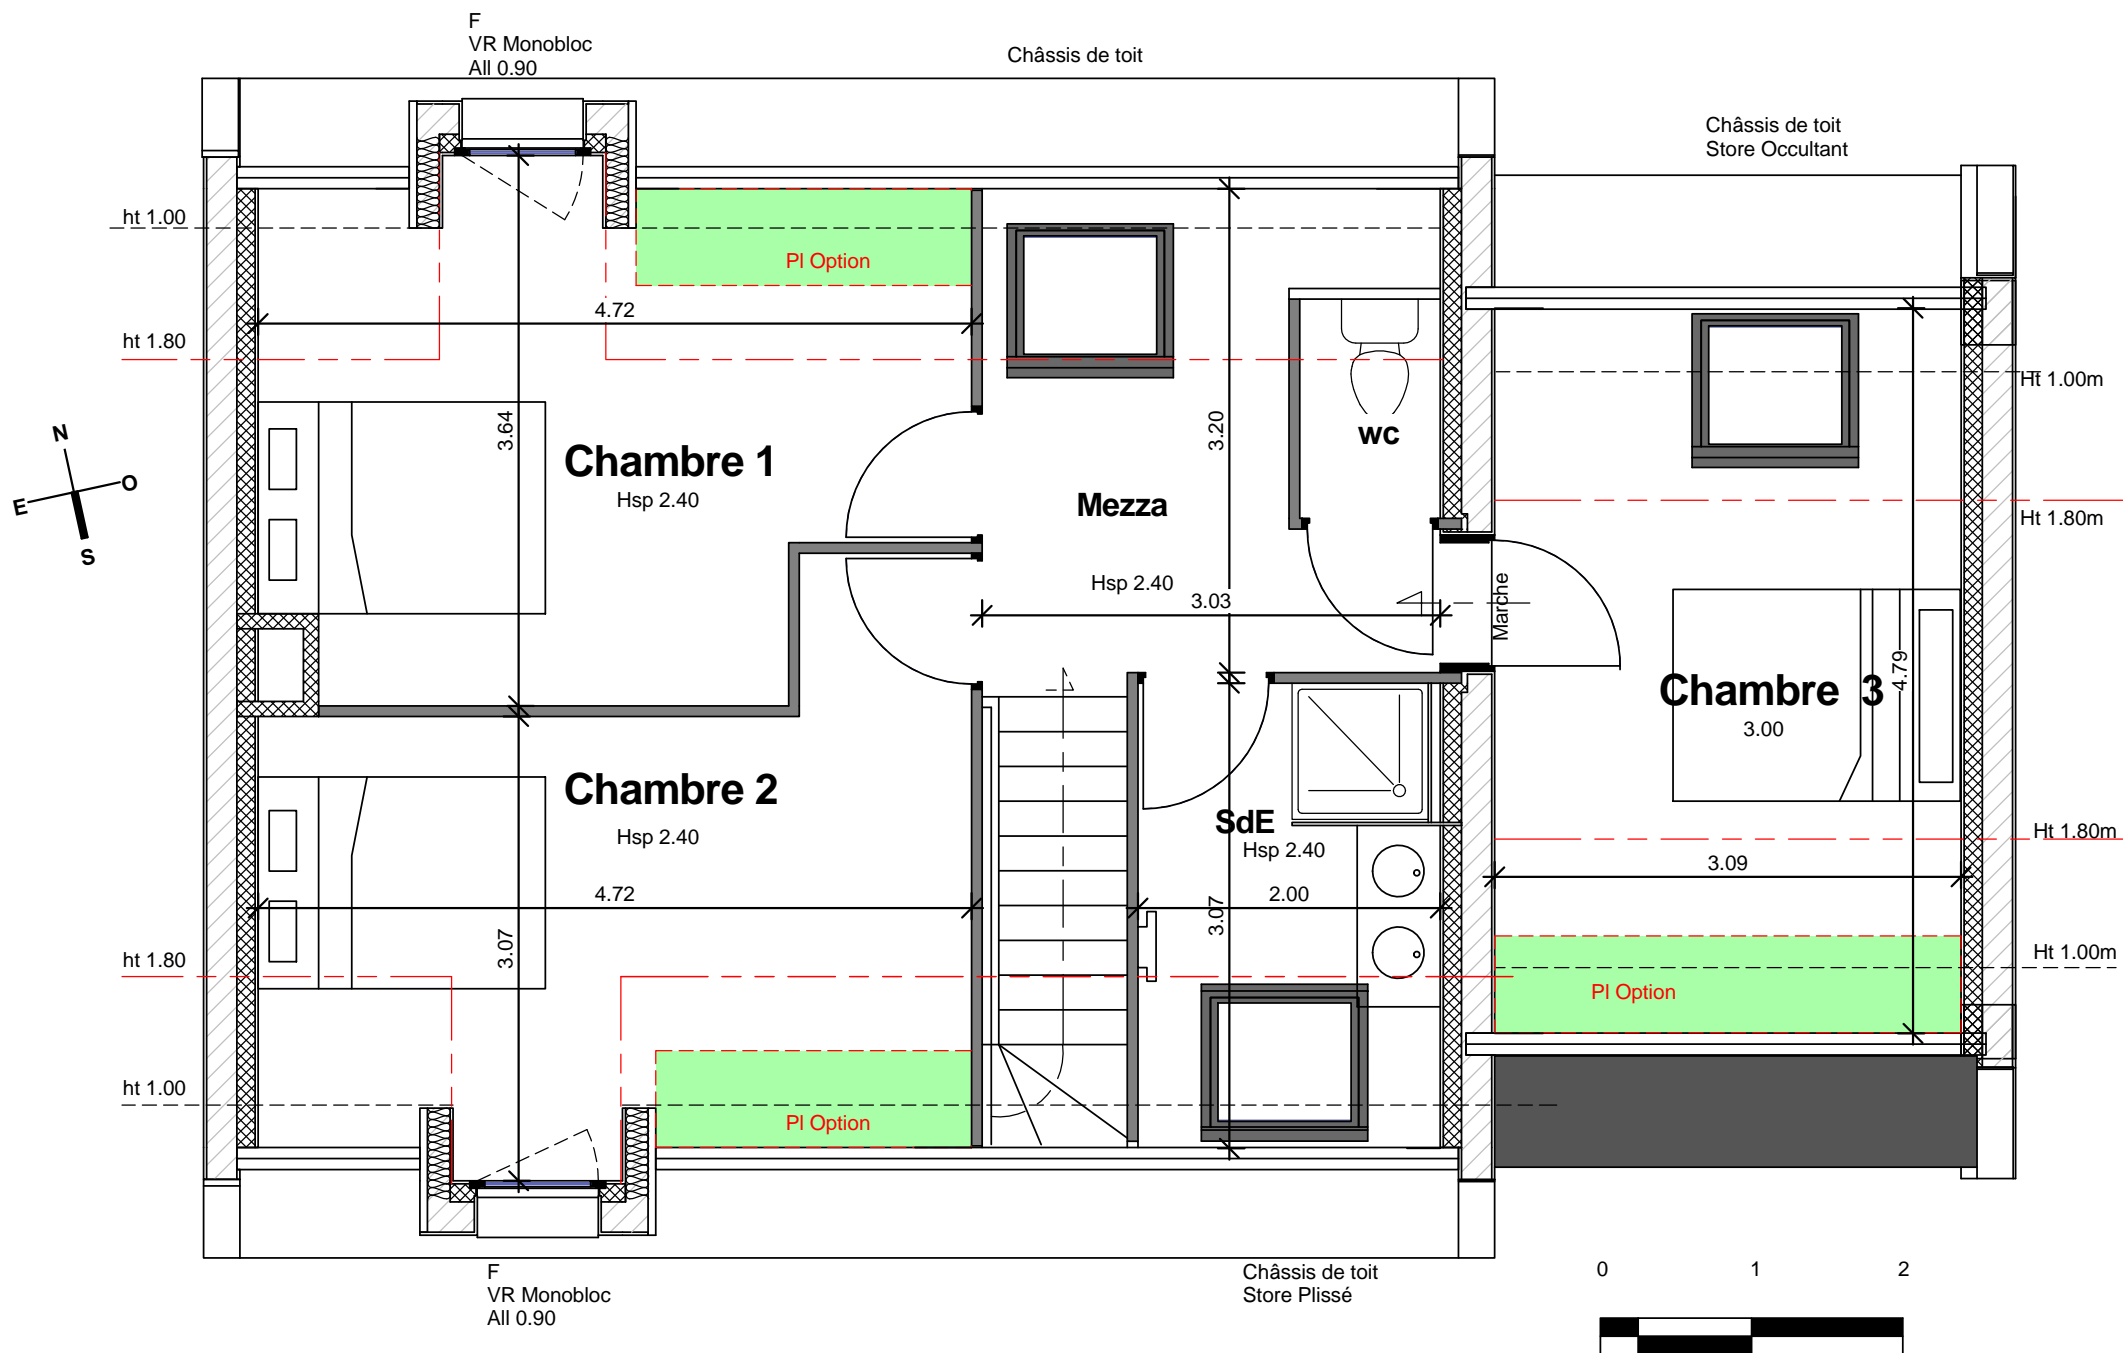 F
VR Monobloc
All 0.90
Châssis de toit
Châssis de toit
Store Occultant
ht 1.00
Pl Option
4.72
ht 1.80
Ht 1.00m
3.64
3.20
wc
N
O
E
S
Chambre 1
Hsp 2.40
Mezza
Ht 1.80m
Hsp 2.40
3.03
Marche
Chambre 3
3.00
4.79
Chambre 2
Hsp 2.40
SdE
Hsp 2.40
Ht 1.80m
3.09
4.72
2.00
3.07
3.07
ht 1.80
Ht 1.00m
Pl Option
ht 1.00
Pl Option
F
VR Monobloc
All 0.90
Châssis de toit
Store Plissé
0 1 2